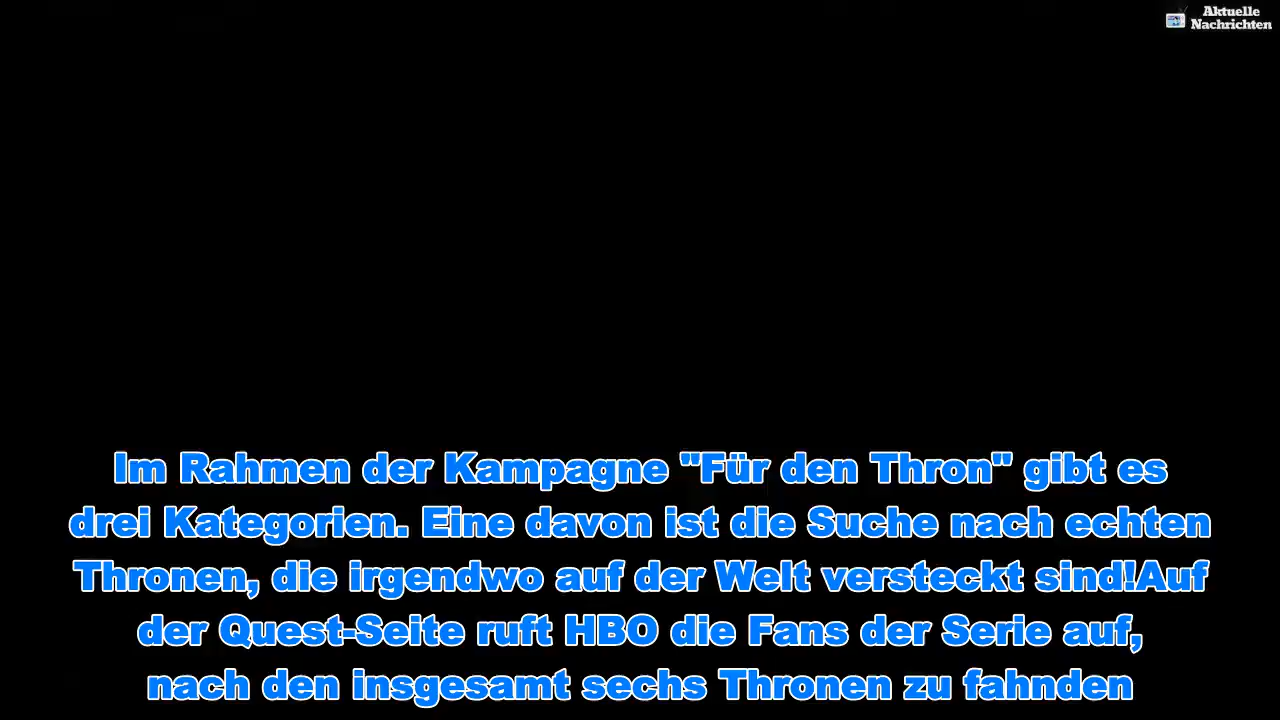 Aktuelle
Nachrichten
Im Rahmen der Kampagne "Für den Thron" gibt es
drei Kategorien. Eine davon ist die Suche nach echten
Thronen, die irgendwo auf der Welt versteckt sind!Auf
der Quest-Seite ruft HBO die Fans der Serie auf,
nach den insgesamt sechs Thronen zu fahnden